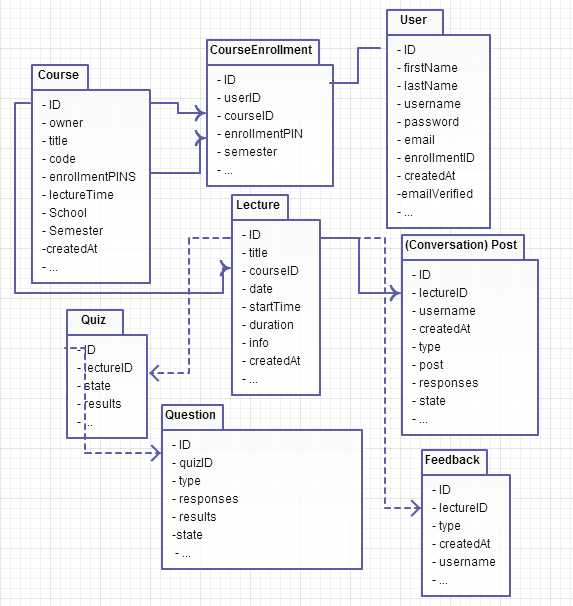 User
- ID
- firstName
- lastName
- username
- password
- email
- enrollmentID
- createdAt
-emailVerified
- ...
CourseEnrollment
- ID
- userID
- courseID
- enrollmentPIN
- semester
- ...
Course
- ID
- owner
- title
- code
- enrollmentPINS
- lectureTime
- School
- Semester
-createdAt
- ...
Lecture
- ID
- title
- courseID
- date
- startTime
- duration
- info
- createdAt
- ...
(Conversation) Post
- ID
- lectureID
- username
- createdAt
- type
- post
- responses
- state
- ...
Quiz
- ID
- lectureID
- state
- results
- ...
Question
- ID
- quizID
- type
- responses
- results
-state
- ...
Feedback
- ID
- lectureID
- type
- createdAt
- username
- ...